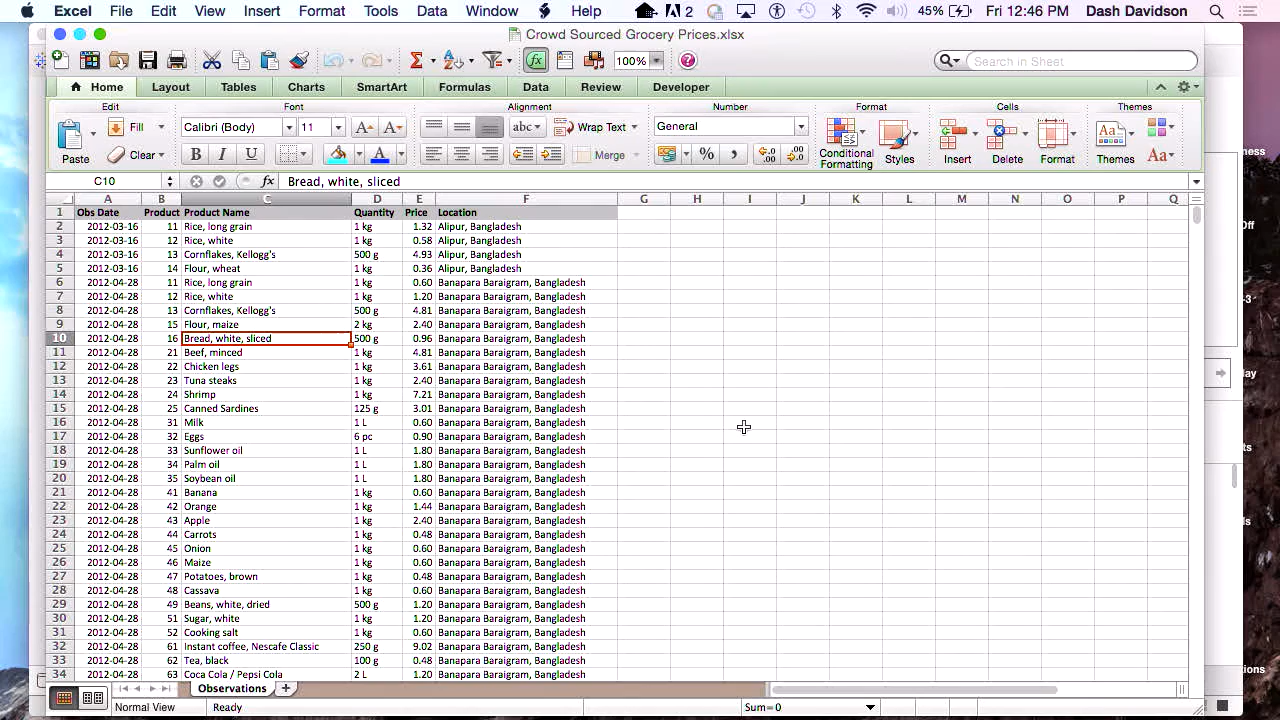 Excel File Edit View Insert Format Tools Data Window Help 2 45% Fri 12:46 PM Dash Davidson
Crowd Sourced Grocery Prices.xlsx
100% Search in Sheet
Home Layout Tables Charts SmartArt Formulas Data Review Developer
Edit Font Alignment Number Format Cells Themes
Fill Calibri (Body) 11 abc Wrap Text General
Paste Clear B I U Merge % Conditional Formatting Styles Insert Delete Format Themes Aa
C10 fx Bread, white, sliced
A B C D E F G H I J K L M N O P Q
1 Obs Date Product Product Name Quantity Price Location
2 2012-03-16 11 Rice, long grain 1 kg 1.32 Alipur, Bangladesh
3 2012-03-16 12 Rice, white 1 kg 0.58 Alipur, Bangladesh
4 2012-03-16 13 Cornflakes, Kellogg's 500 g 4.93 Alipur, Bangladesh
5 2012-03-16 14 Flour, wheat 1 kg 0.36 Alipur, Bangladesh
6 2012-04-28 11 Rice, long grain 1 kg 0.60 Banapara Baraigram, Bangladesh
7 2012-04-28 12 Rice, white 1 kg 1.20 Banapara Baraigram, Bangladesh
8 2012-04-28 13 Cornflakes, Kellogg's 500 g 4.81 Banapara Baraigram, Bangladesh
9 2012-04-28 15 Flour, maize 2 kg 2.40 Banapara Baraigram, Bangladesh
10 2012-04-28 16 Bread, white, sliced 500 g 0.96 Banapara Baraigram, Bangladesh
11 2012-04-28 21 Beef, minced 1 kg 4.81 Banapara Baraigram, Bangladesh
12 2012-04-28 22 Chicken legs 1 kg 3.61 Banapara Baraigram, Bangladesh
13 2012-04-28 23 Tuna steaks 1 kg 2.40 Banapara Baraigram, Bangladesh
14 2012-04-28 24 Shrimp 1 kg 7.21 Banapara Baraigram, Bangladesh
15 2012-04-28 25 Canned Sardines 125 g 3.01 Banapara Baraigram, Bangladesh
16 2012-04-28 31 Milk 1 L 0.60 Banapara Baraigram, Bangladesh
17 2012-04-28 32 Eggs 6 pc 0.90 Banapara Baraigram, Bangladesh
18 2012-04-28 33 Sunflower oil 1 L 1.80 Banapara Baraigram, Bangladesh
19 2012-04-28 34 Palm oil 1 L 1.80 Banapara Baraigram, Bangladesh
20 2012-04-28 35 Soybean oil 1 L 1.80 Banapara Baraigram, Bangladesh
21 2012-04-28 41 Banana 1 kg 0.60 Banapara Baraigram, Bangladesh
22 2012-04-28 42 Orange 1 kg 1.44 Banapara Baraigram, Bangladesh
23 2012-04-28 43 Apple 1 kg 2.40 Banapara Baraigram, Bangladesh
24 2012-04-28 44 Carrots 1 kg 0.48 Banapara Baraigram, Bangladesh
25 2012-04-28 45 Onion 1 kg 0.60 Banapara Baraigram, Bangladesh
26 2012-04-28 46 Maize 1 kg 0.60 Banapara Baraigram, Bangladesh
27 2012-04-28 47 Potatoes, brown 1 kg 0.48 Banapara Baraigram, Bangladesh
28 2012-04-28 48 Cassava 1 kg 0.60 Banapara Baraigram, Bangladesh
29 2012-04-28 49 Beans, white, dried 500 g 1.20 Banapara Baraigram, Bangladesh
30 2012-04-28 51 Sugar, white 1 kg 1.20 Banapara Baraigram, Bangladesh
31 2012-04-28 52 Cooking salt 1 kg 0.60 Banapara Baraigram, Bangladesh
32 2012-04-28 61 Instant coffee, Nescafe Classic 250 g 9.02 Banapara Baraigram, Bangladesh
33 2012-04-28 62 Tea, black 100 g 0.48 Banapara Baraigram, Bangladesh
34 2012-04-28 63 Coca Cola / Pepsi Cola 2 L 1.20 Banapara Baraigram, Bangladesh
Observations
Normal View Ready Sum=0